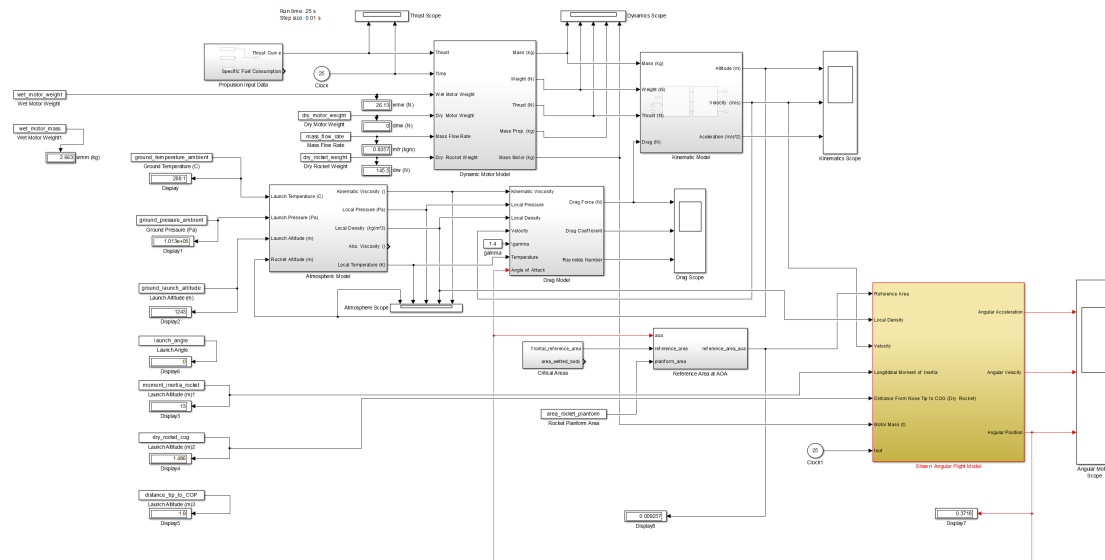 Run time: 25 s
Step size: 0.01 s
Thrust Scope
Dynamics Scope
Thrust Curve
Specific Fuel Consumption
Propulsion Input Data
25
Clock
Thrust
Time
Wet Motor Weight
Dry Motor Weight
Mass Flow Rate
Dry Rocket Weight
Mass (kg)
Weight (N)
Thrust (N)
Mass Prop. (kg)
Mass Motor (kg)
Dynamic Motor Model
Mass (kg)
Weight (N)
Thrust (N)
Drag (N)
Altitude (m)
Velocity (m/s)
Aceleration (m/s^2)
Kinematic Model
Kinematics Scope
wet_motor_weight
Wet Motor Weight
26.13
wmw (N)
dry_motor_weight
Dry Motor Weight
0
dmw (N)
mass_flow_rate
Mass Flow Rate
0.8357
mfr (kg/s)
dry_rocket_weight
Dry Rocket Weight
145.5
drw (N)
wet_motor_mass
Wet Motor Weight1
2.663
wmm (kg)
ground_temperature_ambient
Ground Temperature (C)
288.1
Display
ground_pressure_ambient
Ground Pressure (Pa)
1.013e+05
Display1
ground_launch_altitude
Launch Altitude (m)
1243
Display2
Launch Temperature (C)
Launch Pressure (Pa)
Launch Altitude (m)
Rocket Altitude (m)
Kinematic Viscosity ()
Local Pressure (Pa)
Local Density (kg/m^3)
Abs. Viscosity ()
Local Temperature (K)
Atmospheric Model
Atmosphere Scope
1.4
gamma
Kinematic Viscosity
Local Pressure
Local Density
Velocity
\gamma
Temperature
Angle of Attack
Drag Force (N)
Drag Coefficient
Reynolds Number
Drag Model
Drag Scope
launch_angle
Launch Angle
0
Display6
moment_inertia_rocket
Launch Altitude (m)1
13
Display3
dry_rocket_cog
Launch Altitude (m)2
1.486
Display4
distance_tip_to_COP
Launch Altitude (m)3
1.9
Display5
frontal_reference_area
area_wetted_body
Critical Areas
aoa
reference_area
planform_area
reference_area_aoa
Reference Area at AOA
area_rocket_planform
Rocket Planform Area
Reference Area
Local Density
Velocity
Longitidinal Moment of Inertia
Distance From Nose Tip to COG (Dry Rocket)
Motor Mass (t)
Angular Acceleration
Angular Velocity
Angular Position
Shawn Angular Flight Model
25
Clock1
Scope
0.009237
Display8
0.3716
Display7